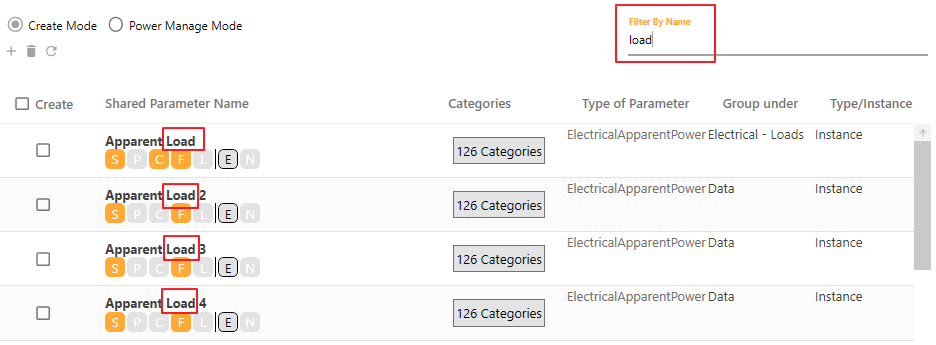 Create Mode Power Manage Mode
Filter By Name
load
Create Shared Parameter Name Categories Type of Parameter Group under Type/Instance
Apparent Load 126 Categories ElectricalApparentPower Electrical - Loads Instance
S P C F L E N
Apparent Load 2 126 Categories ElectricalApparentPower Data Instance
S P C F L E N
Apparent Load 3 126 Categories ElectricalApparentPower Data Instance
S P C F L E N
Apparent Load 4 126 Categories ElectricalApparentPower Data Instance
S P C F L E N